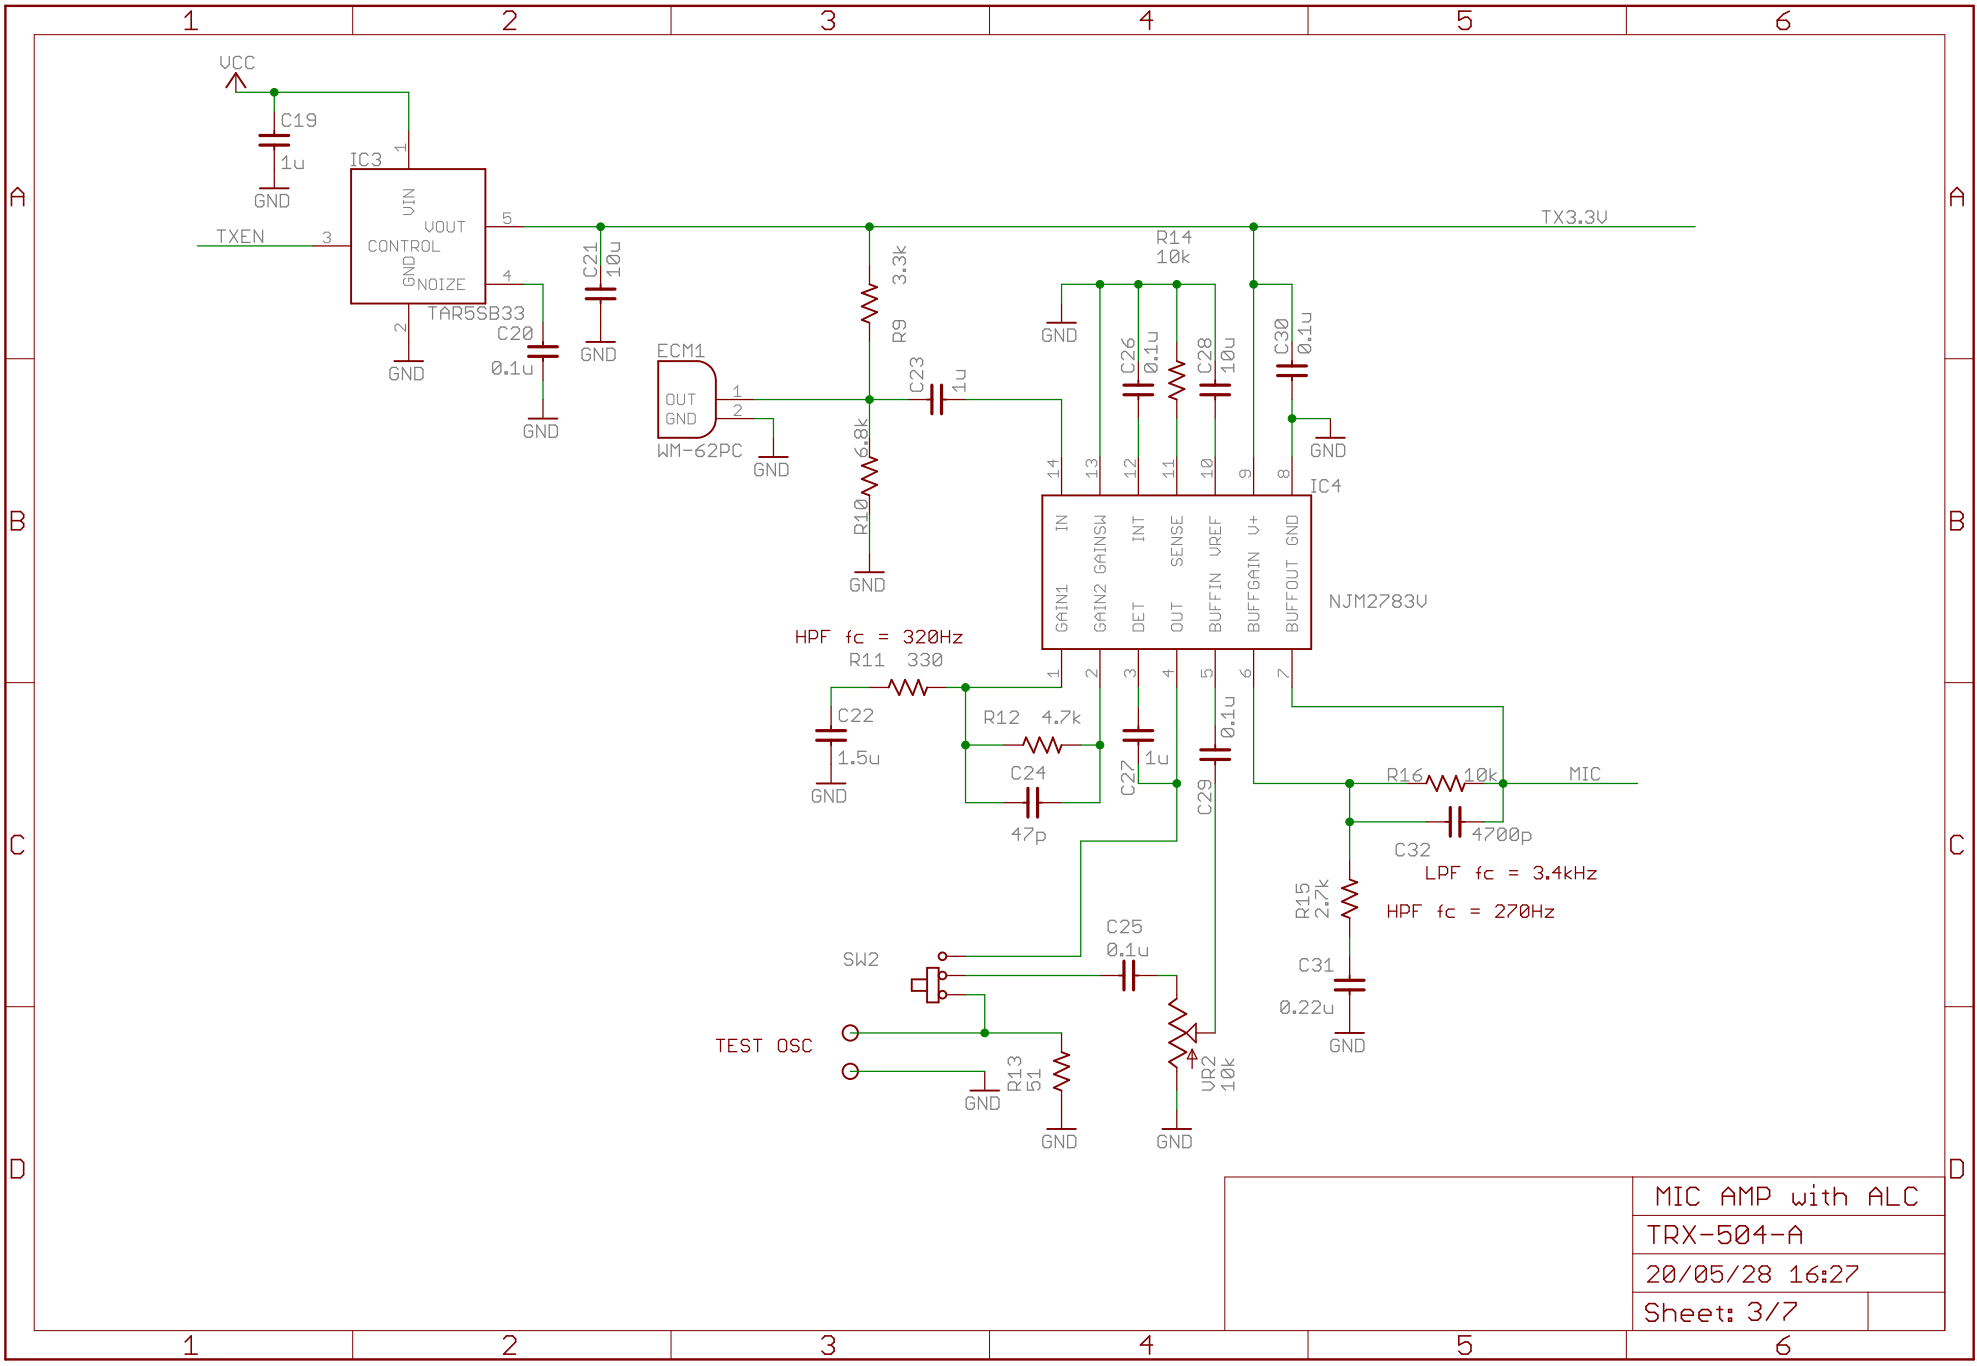 1 2 3 4 5 6
A
B
C
D
A
B
C
D
VCC
C19
1u
GND
IC3
1
VIN
VOUT
5
TXEN
3
CONTROL
GND
NOIZE
4
2
TAR5SB33
GND
C20
0.1u
GND
C21
10u
GND
TX3.3V
3.3k
R9
ECM1
OUT
GND
1
2
WM-62PC
GND
C23
1u
6.8k
R10
GND
R14
10k
GND
C26
0.1u
C28
10u
C30
0.1u
GND
14
13
12
11
10
9
8
IC4
IN
GAINSW
INT
SENSE
VREF
V+
GND
GAIN1
GAIN2
DET
OUT
BUFFIN
BUFFGAIN
BUFFOUT
NJM2783V
1
2
3
4
5
6
7
HPF fc = 320Hz
R11 330
C22
1.5u
GND
R12 4.7k
C24
47p
C27
1u
C29
0.1u
R16 10k
MIC
C32
4700p
LPF fc = 3.4kHz
HPF fc = 270Hz
R15
2.7k
C31
0.22u
GND
SW2
C25
0.1u
TEST OSC
GND
R13
51
GND
VR2
10k
GND
MIC AMP with ALC
TRX-504-A
20/05/28 16:27
Sheet: 3/7
1 2 3 4 5 6